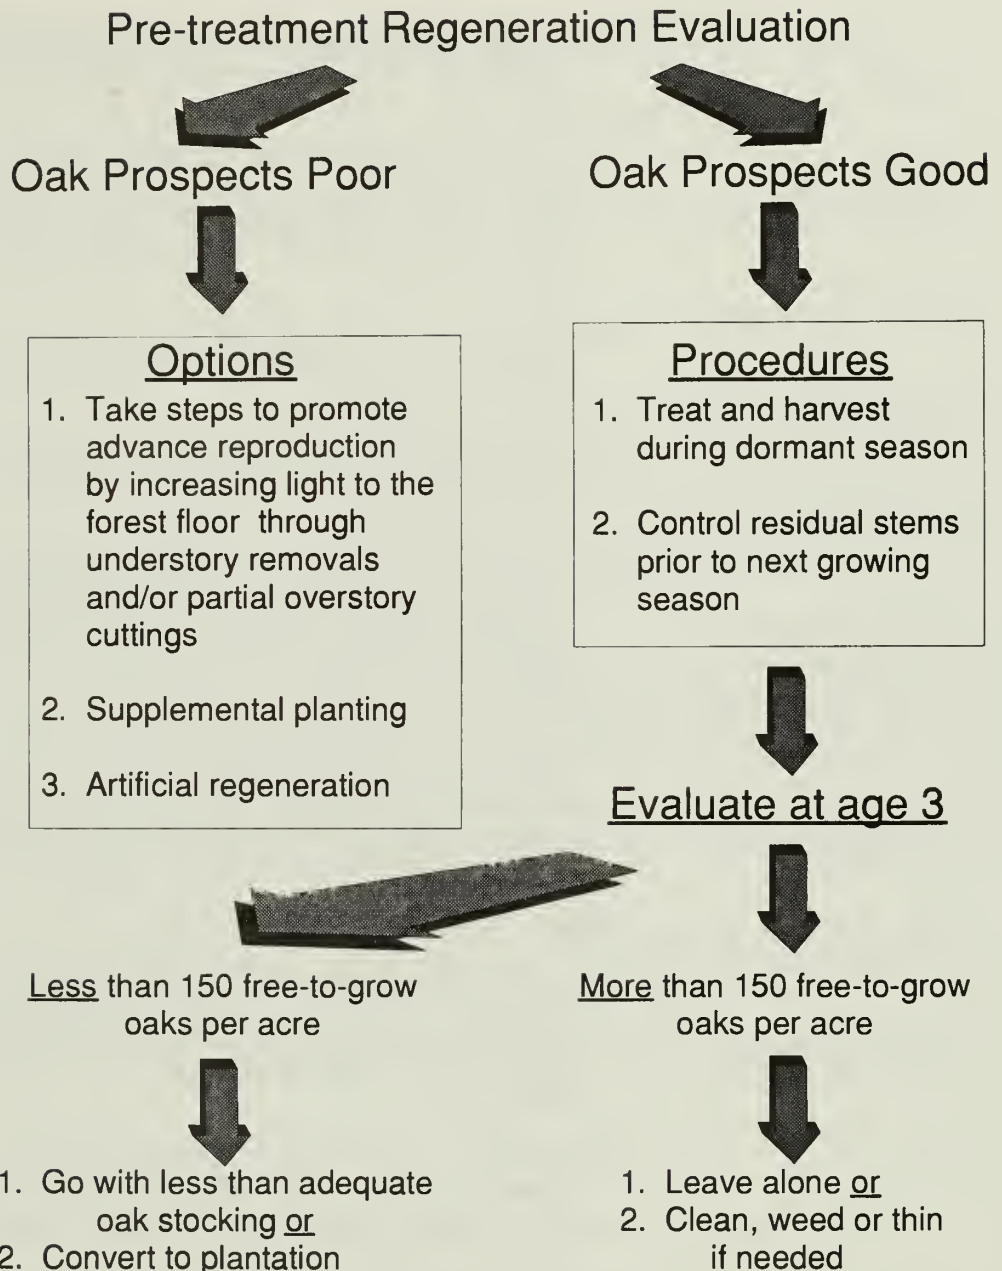 Pre-treatment Regeneration Evaluation
Oak Prospects Poor
Oak Prospects Good
Options
1. Take steps to promote
advance reproduction
by increasing light to the
forest floor through
understory removals
and/or partial overstory
cuttings
2. Supplemental planting
3. Artificial regeneration
Procedures
1. Treat and harvest
during dormant season
2. Control residual stems
prior to next growing
season
Evaluate at age 3
Less than 150 free-to-grow
oaks per acre
More than 150 free-to-grow
oaks per acre
1. Go with less than adequate
oak stocking or
2. Convert to plantation
1. Leave alone or
2. Clean, weed or thin
if needed